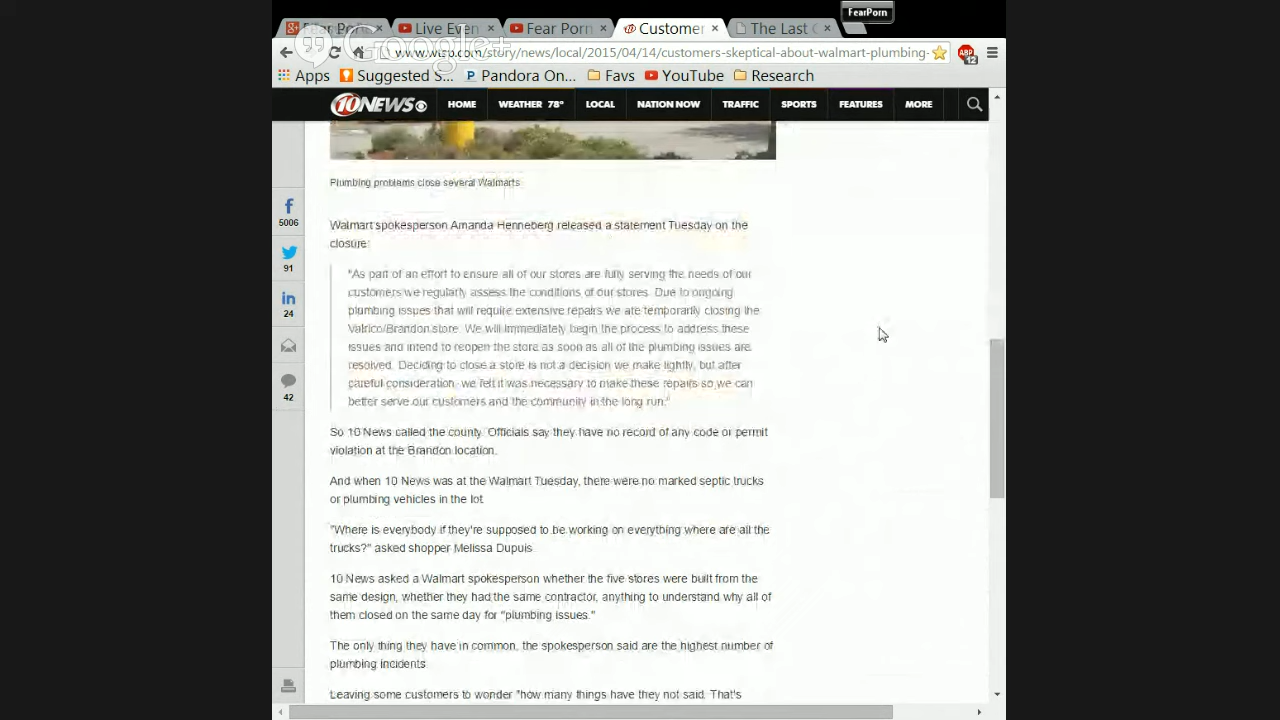 FearPorn
Fear Porn
Live Even
Fear Porn
Customer
The Last C
Google+
www.wtsp.com/story/news/local/2015/04/14/customers-skeptical-about-walmart-plumbing-
ABP
12
Apps
Suggested S...
Pandora On...
Favs
YouTube
Research
10NEWS
HOME
WEATHER 78°
LOCAL
NATION NOW
TRAFFIC
SPORTS
FEATURES
MORE
Plumbing problems close several Walmarts
5006
91
24
42
Walmart spokesperson Amanda Henneberg released a statement Tuesday on the
closure:
"As part of an effort to ensure all of our stores are fully serving the needs of our
customers we regularly assess the conditions of our stores. Due to ongoing
plumbing issues that will require extensive repairs we are temporarily closing the
Valrico/Brandon store. We will immediately begin the process to address these
issues and intend to reopen the store as soon as all of the plumbing issues are
resolved. Deciding to close a store is not a decision we make lightly, but after
careful consideration, we felt it was necessary to make these repairs so we can
better serve our customers and the community in the long run."
So 10 News called the county. Officials say they have no record of any code or permit
violation at the Brandon location.
And when 10 News was at the Walmart Tuesday, there were no marked septic trucks
or plumbing vehicles in the lot.
"Where is everybody if they're supposed to be working on everything where are all the
trucks?" asked shopper Melissa Dupuis.
10 News asked a Walmart spokesperson whether the five stores were built from the
same design, whether they had the same contractor, anything to understand why all of
them closed on the same day for "plumbing issues."
The only thing they have in common, the spokesperson said are the highest number of
plumbing incidents.
Leaving some customers to wonder "how many things have they not said. That's